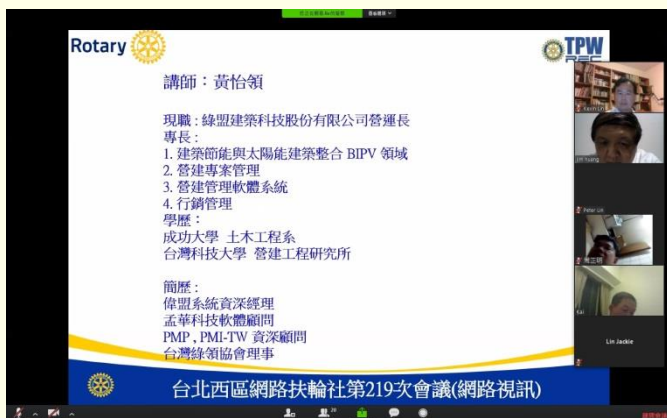 Rotary
TPW
REC
講師：黃怡領
現職：綠盟建築科技股份有限公司營運長
專長：
1. 建築節能與太陽能建築整合 BIPV 領域
2. 營建專案管理
3. 營建管理軟體系統
4. 行銷管理
學歷：
成功大學 土木工程系
台灣科技大學 營建工程研究所
簡歷：
偉盟系統資深經理
孟華科技軟體顧問
PMP , PMI-TW 資深顧問
台灣綠領協會理事
台北西區網路扶輪社第219次會議(網路視訊)
Peter Lin
Kai
Lin Jackie